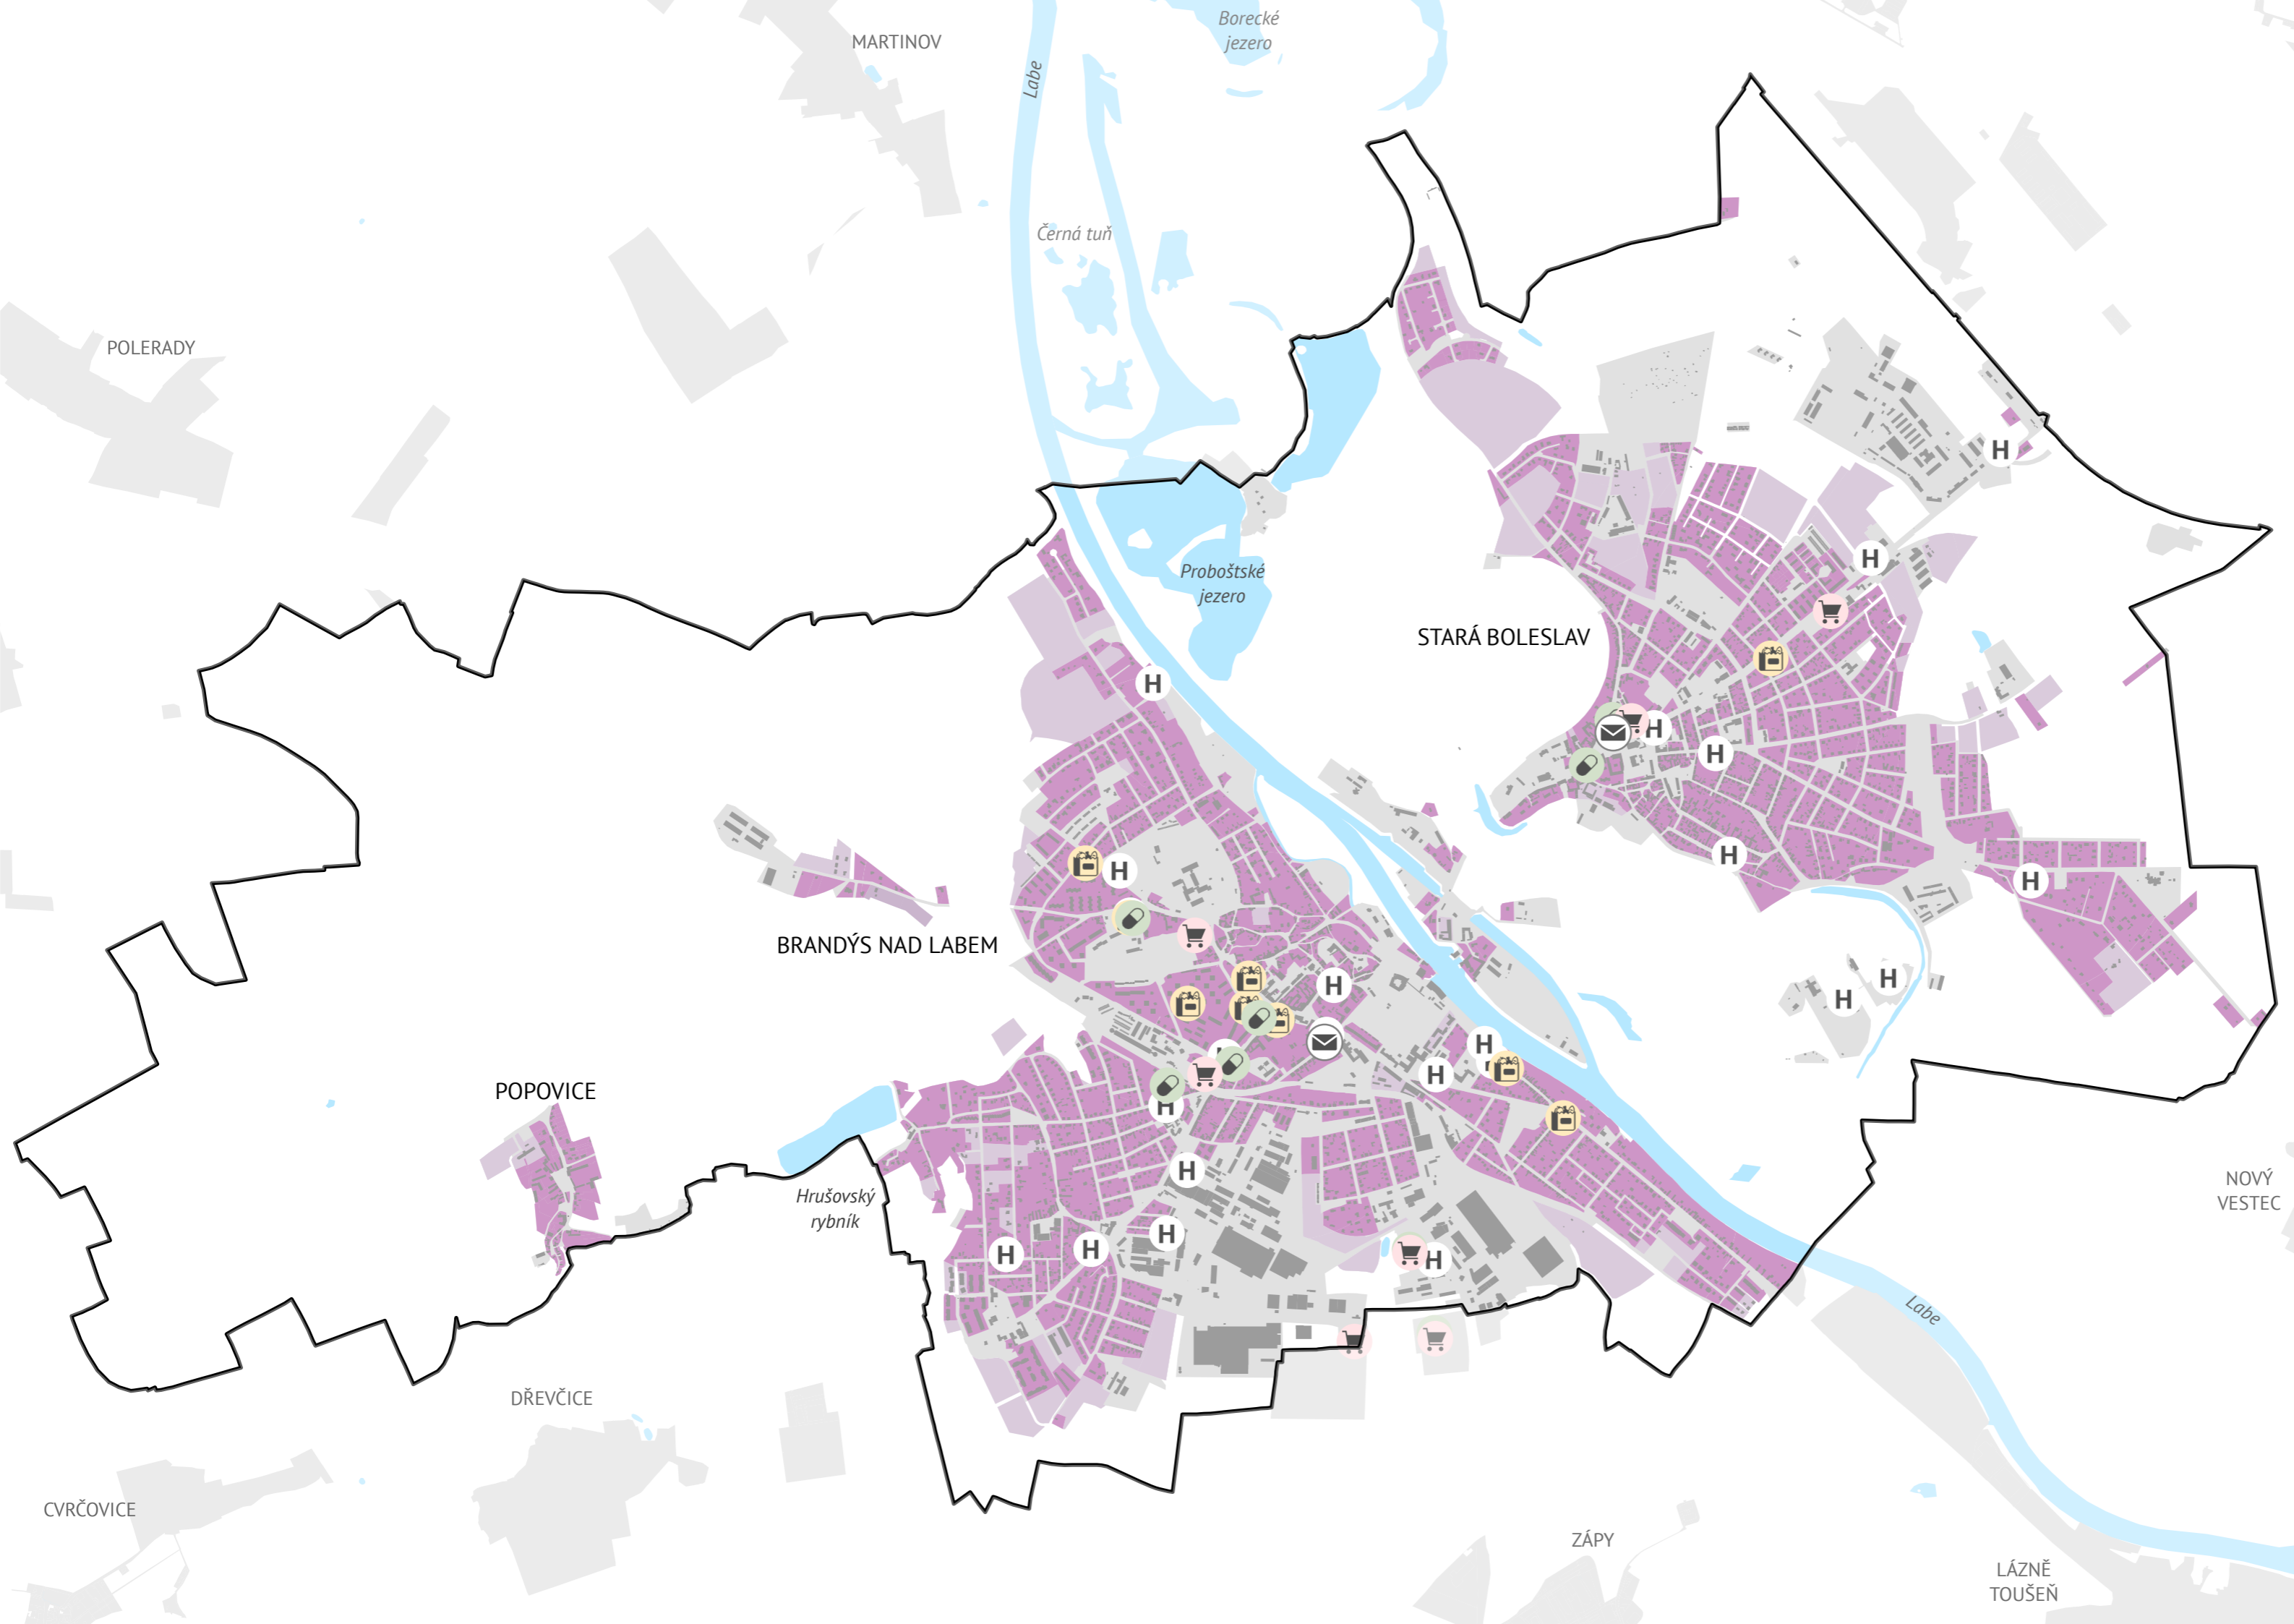 Borecké
jezero
MARTINOV
Labe
Černá tuň
POLERADY
H
H
Proboštské
jezero
STARÁ BOLESLAV
H
H
H
H
H
H
BRANDÝS NAD LABEM
H
H
H
H
H
POPOVICE
H
H
NOVÝ
VESTEC
Hrušovský
rybník
H
H
H
H
Labe
DŘEVČICE
CVRČOVICE
ZÁPY
LÁZNĚ
TOUŠEŇ